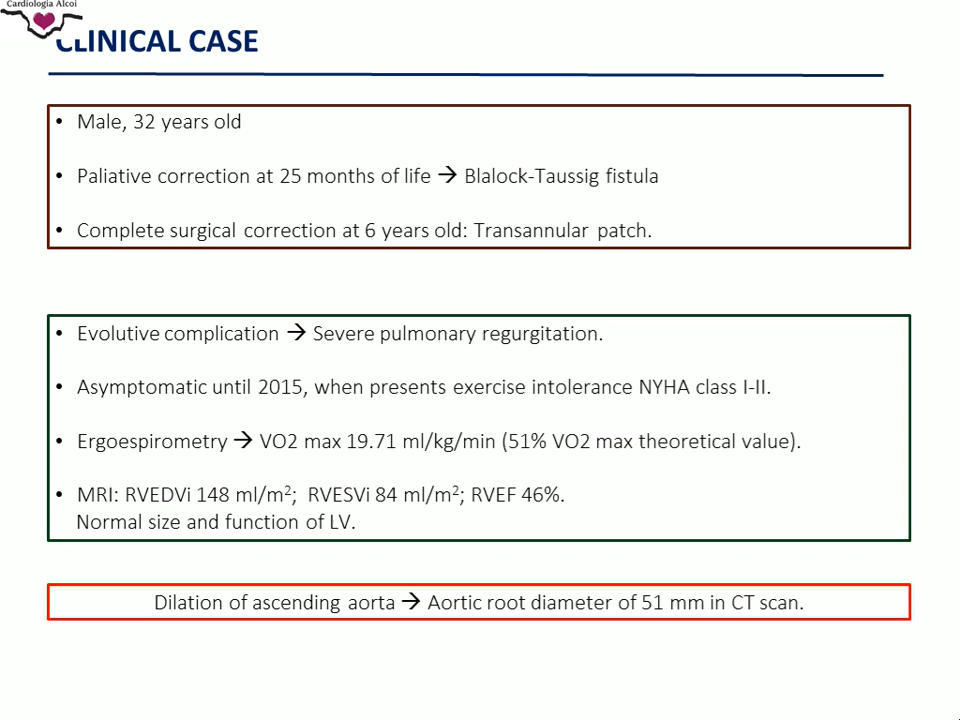 Cardiología Alcoi
CLINICAL CASE
• Male, 32 years old
• Paliative correction at 25 months of life → Blalock-Taussig fistula
• Complete surgical correction at 6 years old: Transannular patch.
• Evolutive complication → Severe pulmonary regurgitation.
• Asymptomatic until 2015, when presents exercise intolerance NYHA class I-II.
• Ergoespirometry → VO2 max 19.71 ml/kg/min (51% VO2 max theoretical value).
• MRI: RVEDVi 148 ml/m²; RVESVi 84 ml/m²; RVEF 46%.
Normal size and function of LV.
Dilation of ascending aorta → Aortic root diameter of 51 mm in CT scan.